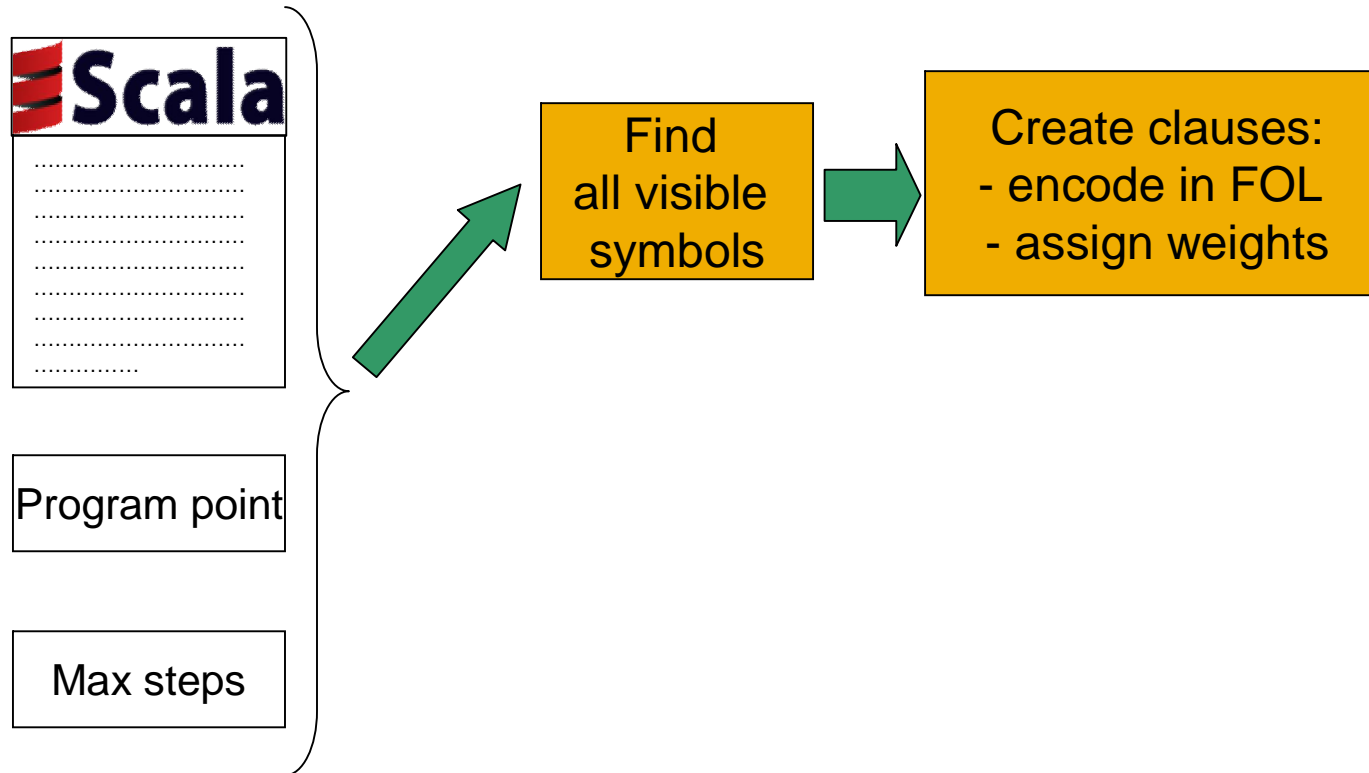 Scala
..............................
..............................
..............................
..............................
..............................
..............................
..............................
..............................
...............
Program point
Max steps
Find
all visible
symbols
Create clauses:
- encode in FOL
- assign weights